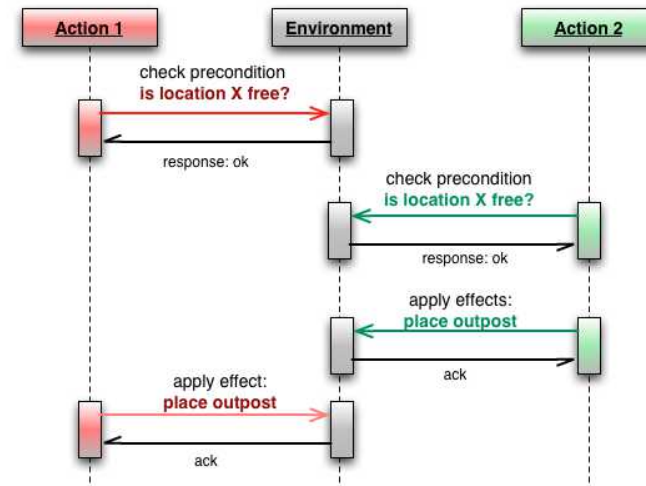 Action 1
Environment
Action 2
check precondition
is location X free?
response: ok
check precondition
is location X free?
response: ok
apply effects:
place outpost
ack
apply effect:
place outpost
ack